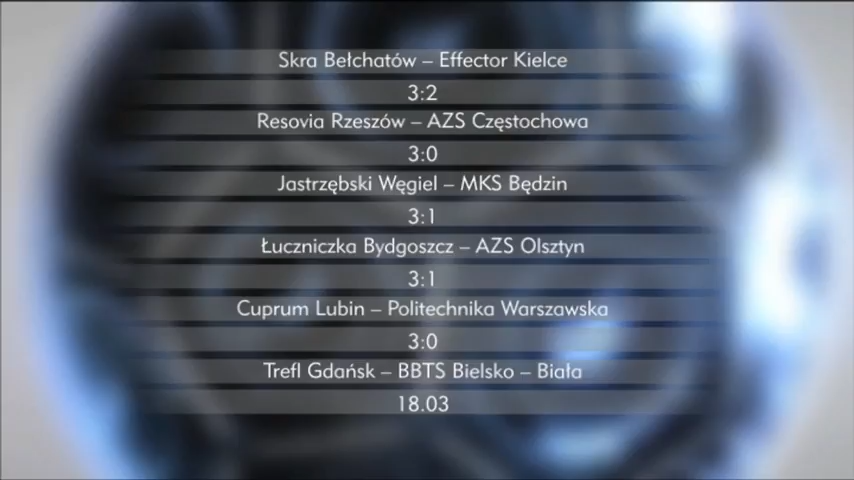 Skra Bełchatów – Effector Kielce
3:2
Resovia Rzeszów – AZS Częstochowa
3:0
Jastrzębski Węgiel – MKS Będzin
3:1
Łuczniczka Bydgoszcz – AZS Olsztyn
3:1
Cuprum Lubin – Politechnika Warszawska
3:0
Trefl Gdańsk – BBTS Bielsko – Biała
18.03